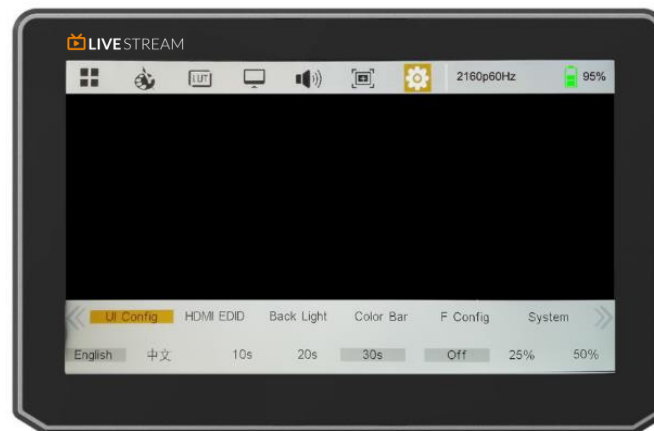 LIVESTREAM
LUT 2160p60Hz 95%
UI Config HDMI EDID Back Light Color Bar F Config System
English 中文 10s 20s 30s Off 25% 50%